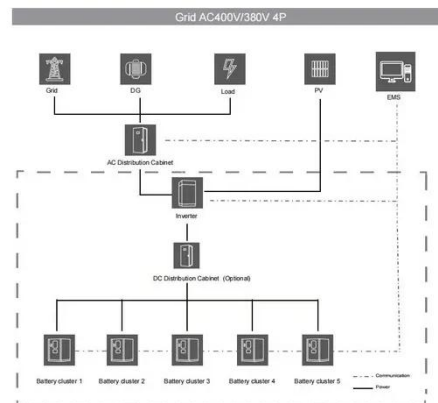 Grid AC400V/380V 4P
Grid
DG
Load
PV
EMS
AC Distribution Cabinet
Inverter
DC Distribution Cabinet (Optional)
Battery cluster 1
Battery cluster 2
Battery cluster 3
Battery cluster 4
Battery cluster 5
Communication
Power